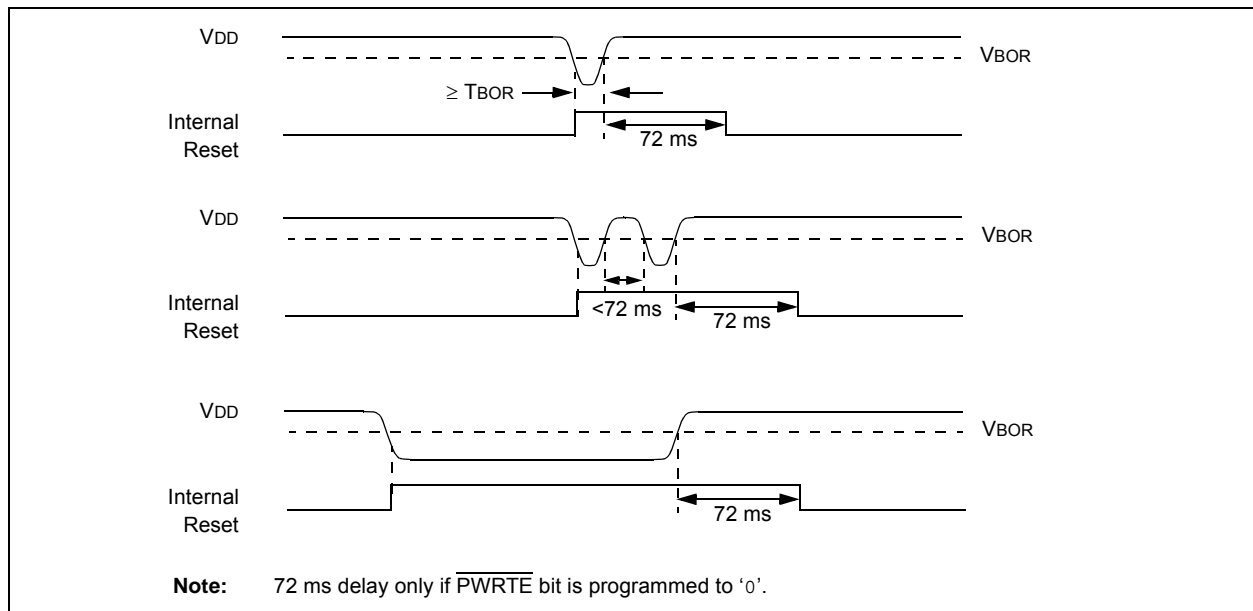 VDD
VBOR
≥ TBOR
Internal
Reset
72 ms
VDD
VBOR
Internal
Reset
<72 ms
72 ms
VDD
VBOR
Internal
Reset
72 ms
Note: 72 ms delay only if PWRTE bit is programmed to ‘0’.